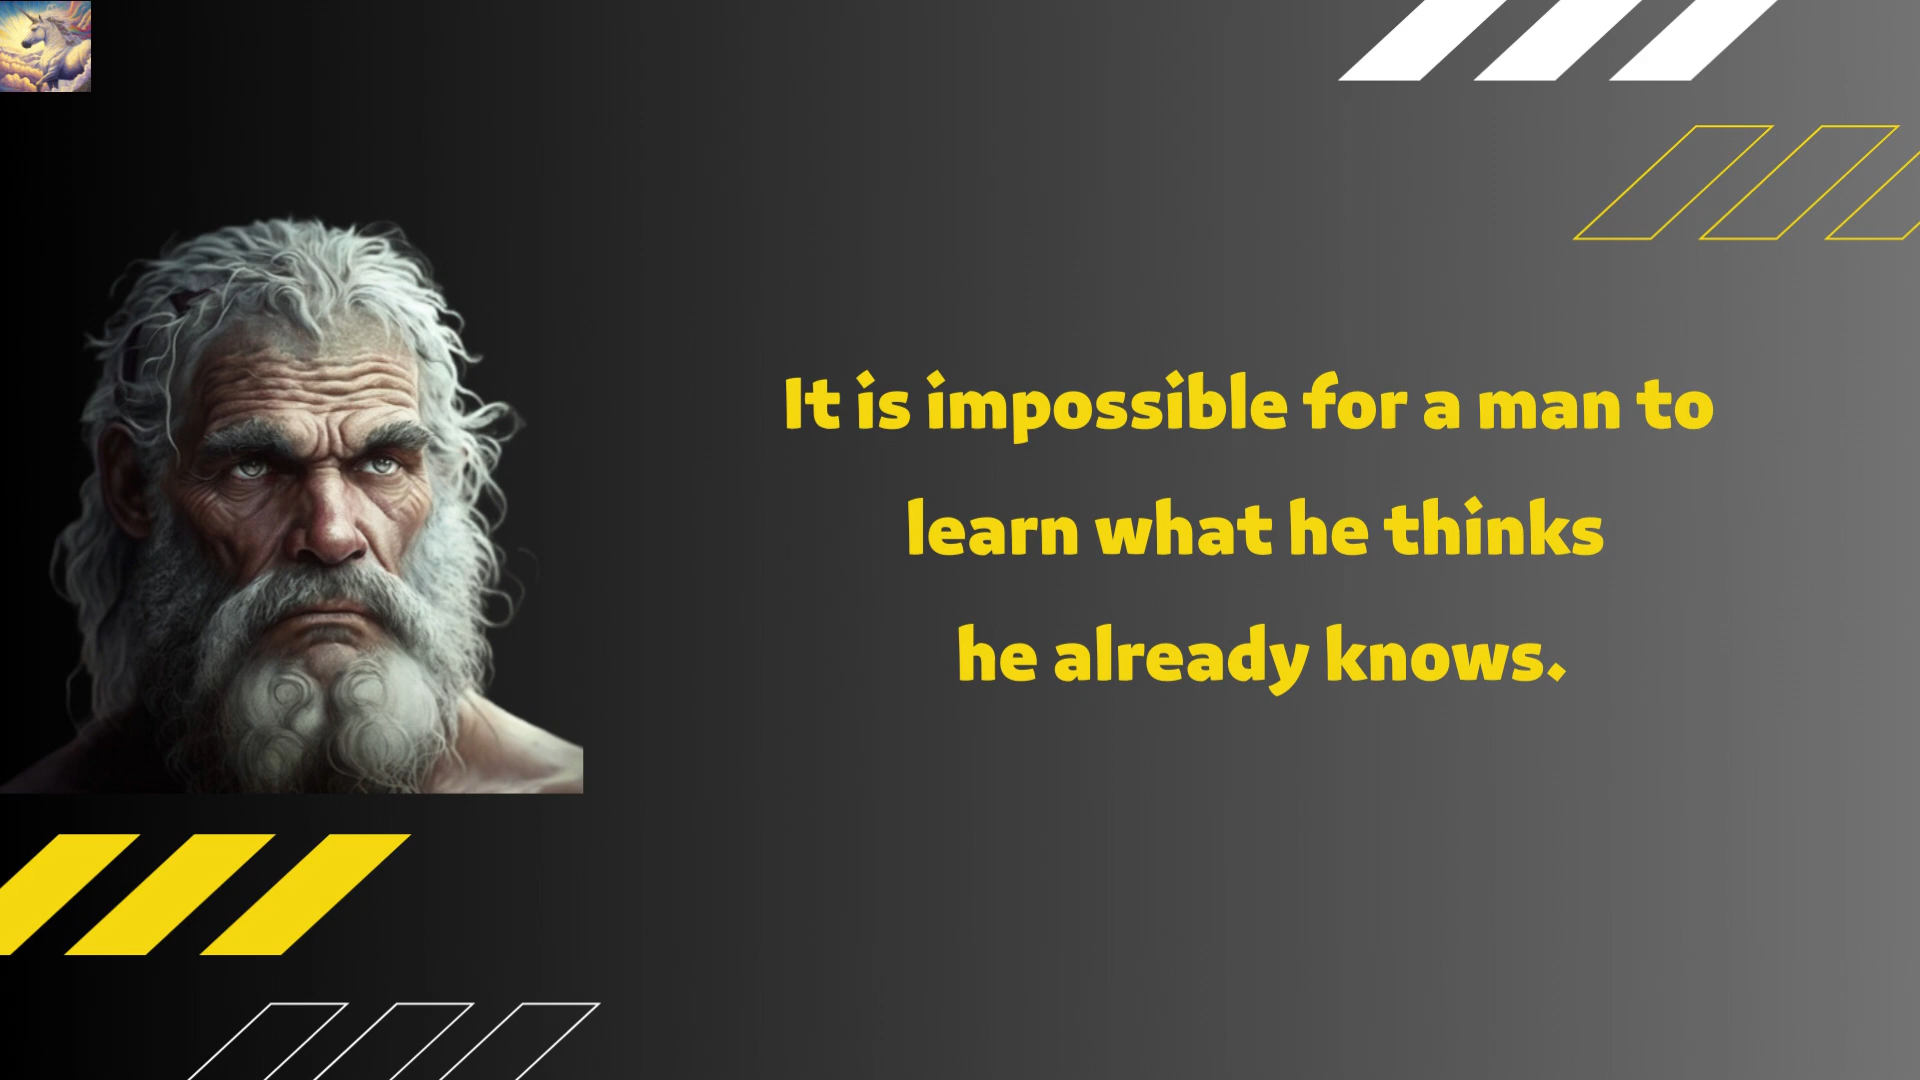 It is impossible for a man to
learn what he thinks
he already knows.